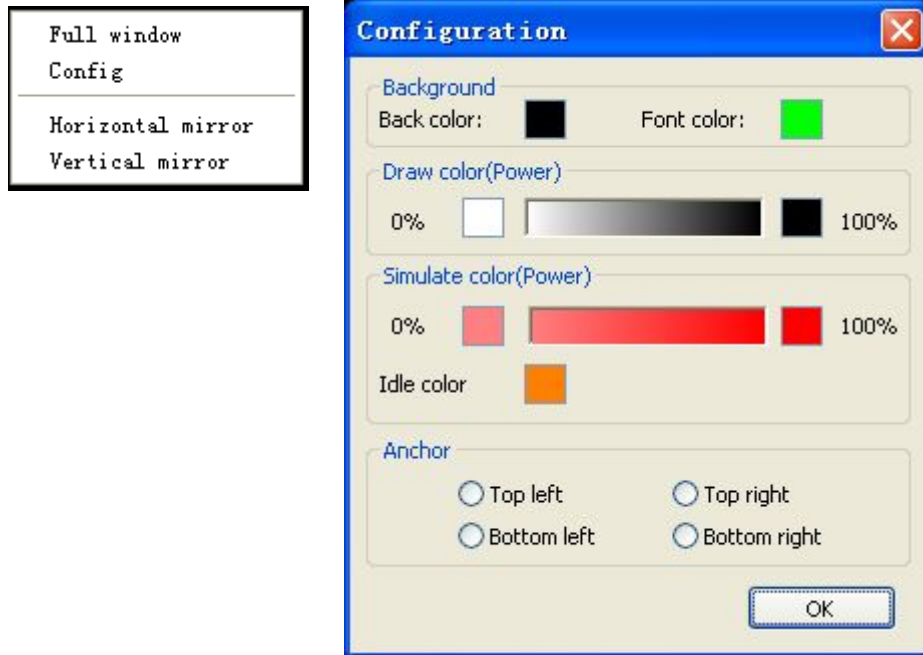 Full window
Config
Horizontal mirror
Vertical mirror
Configuration
Background
Back color: Font color:
Draw color(Power)
0% 100%
Simulate color(Power)
0% 100%
Idle color
Anchor
Top left Top right
Bottom left Bottom right
OK